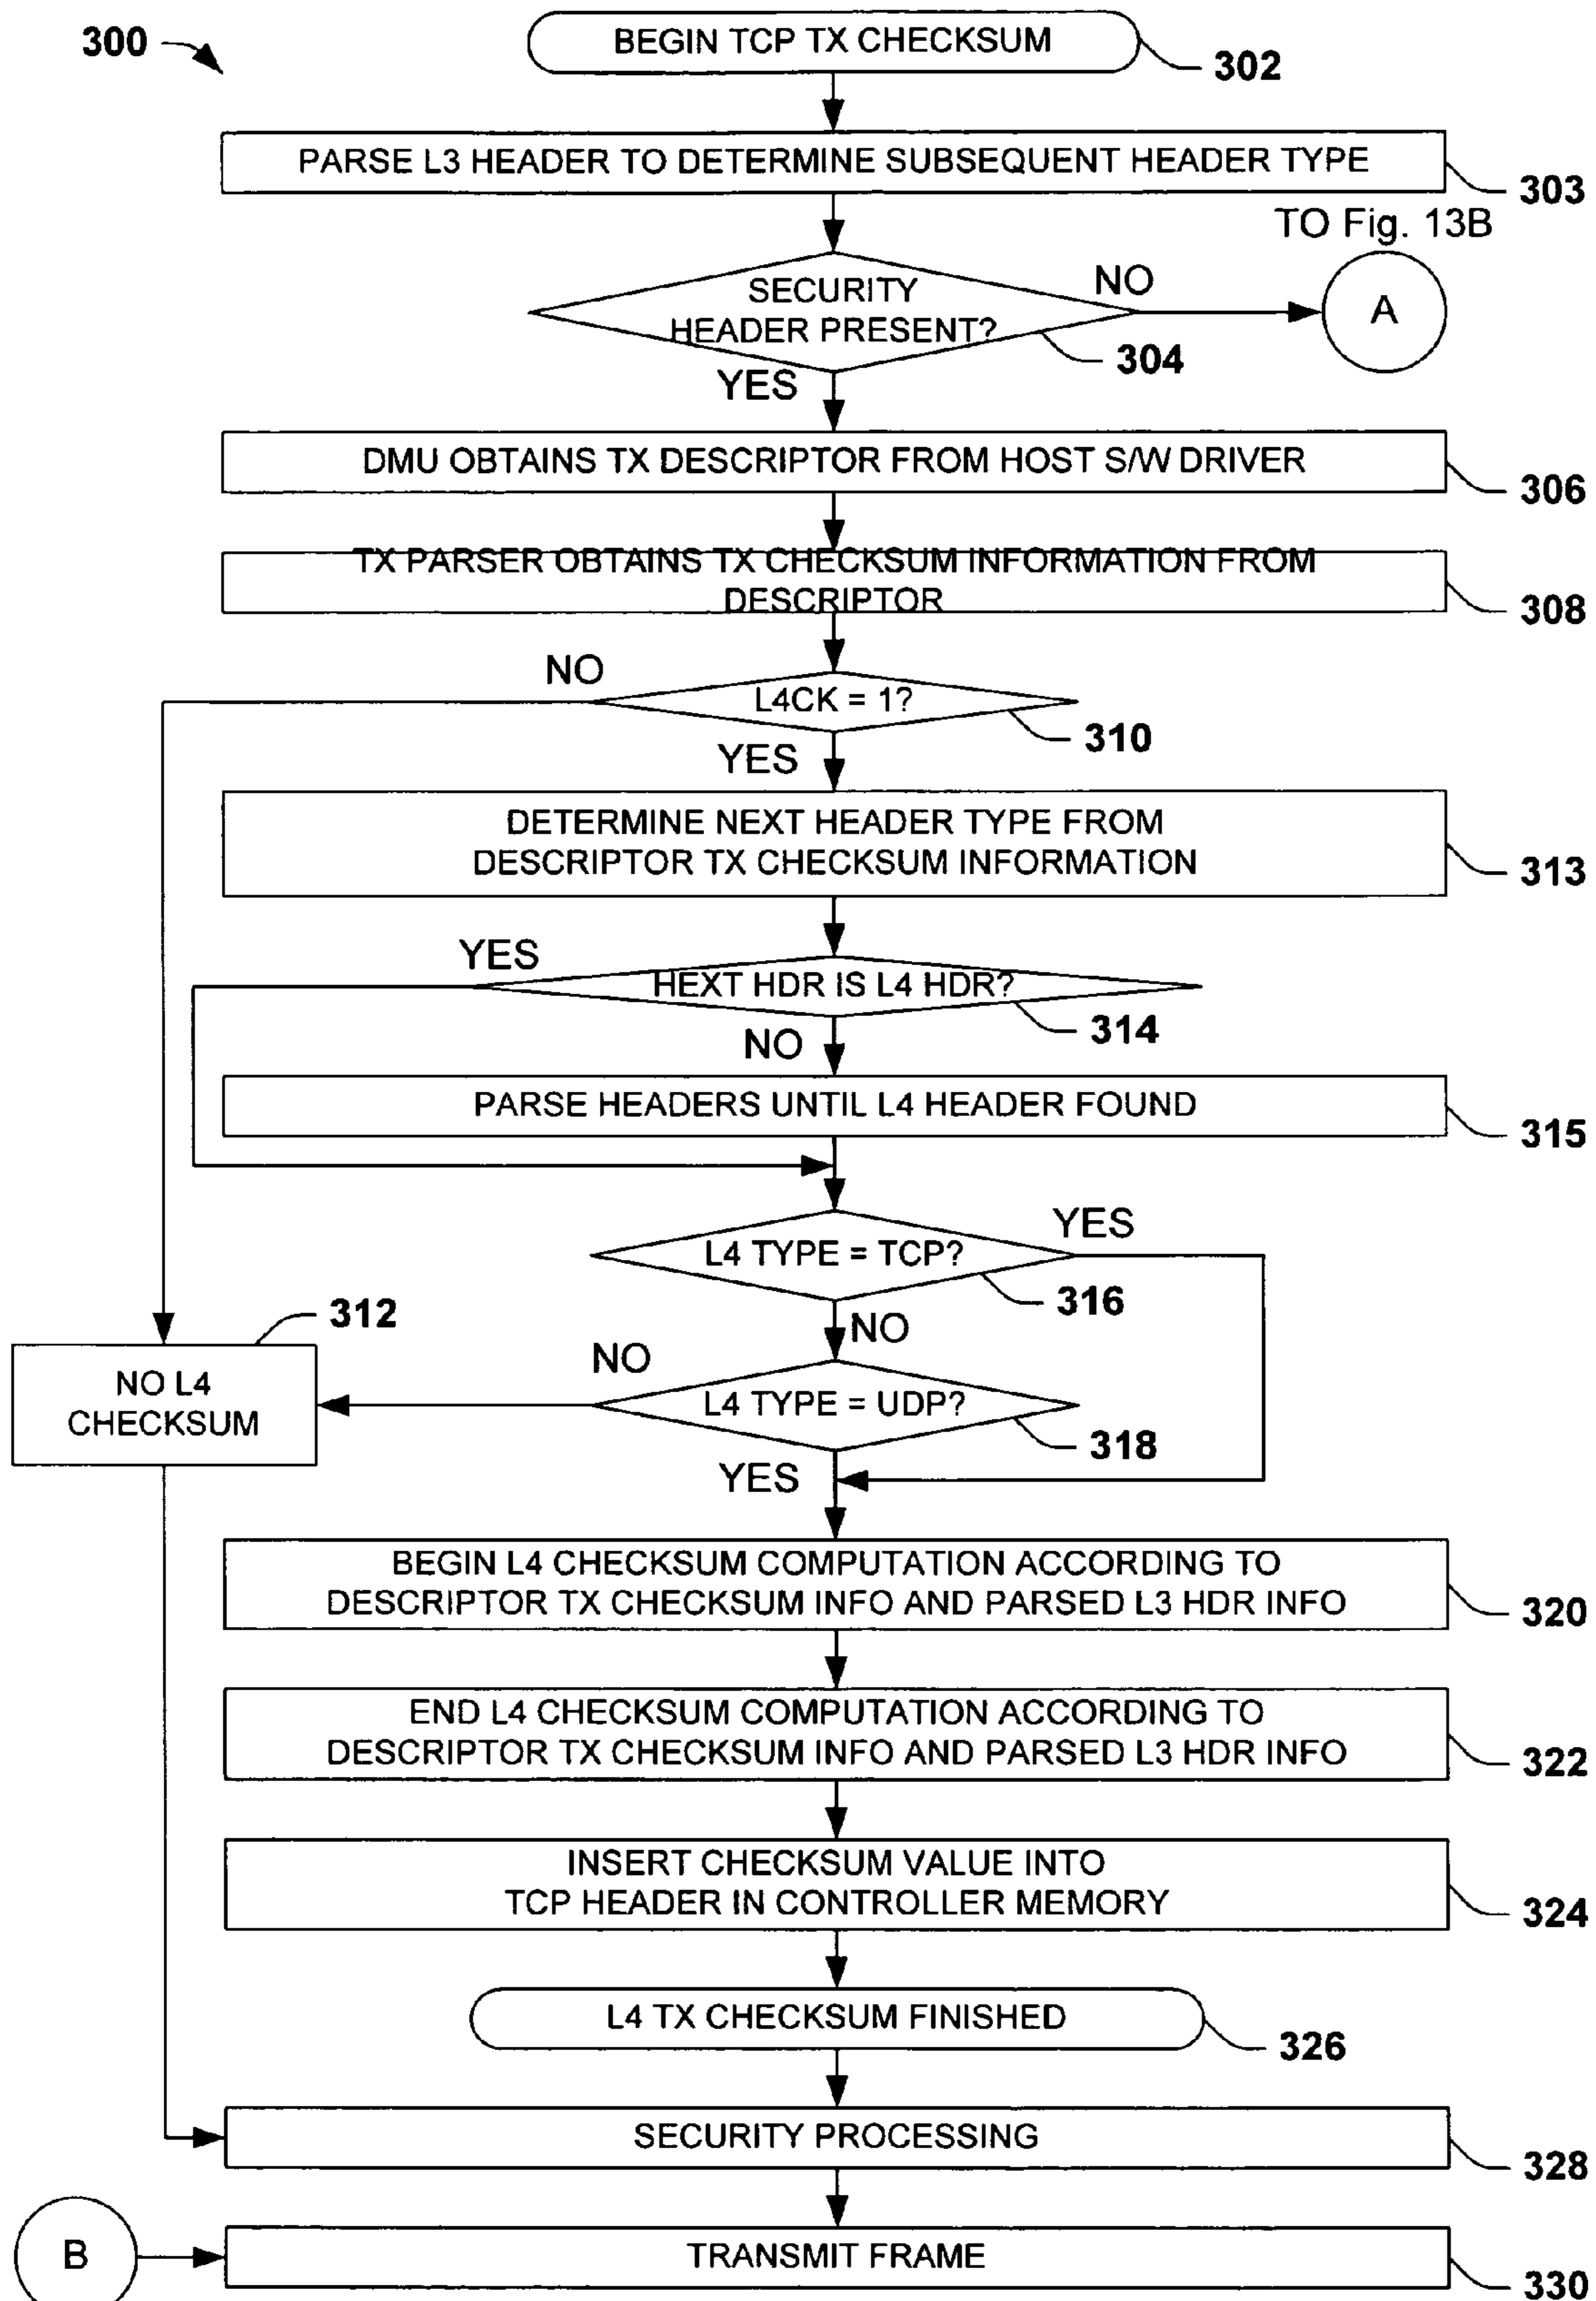 300
BEGIN TCP TX CHECKSUM
302
PARSE L3 HEADER TO DETERMINE SUBSEQUENT HEADER TYPE
303
TO Fig. 13B
SECURITY
HEADER PRESENT?
NO
A
304
YES
DMU OBTAINS TX DESCRIPTOR FROM HOST S/W DRIVER
306
TX PARSER OBTAINS TX CHECKSUM INFORMATION FROM
DESCRIPTOR
308
NO
L4CK = 1?
310
YES
DETERMINE NEXT HEADER TYPE FROM
DESCRIPTOR TX CHECKSUM INFORMATION
313
YES
HEXT HDR IS L4 HDR?
314
NO
PARSE HEADERS UNTIL L4 HEADER FOUND
315
YES
L4 TYPE = TCP?
316
312
NO
NO
NO L4
CHECKSUM
L4 TYPE = UDP?
318
YES
BEGIN L4 CHECKSUM COMPUTATION ACCORDING TO
DESCRIPTOR TX CHECKSUM INFO AND PARSED L3 HDR INFO
320
END L4 CHECKSUM COMPUTATION ACCORDING TO
DESCRIPTOR TX CHECKSUM INFO AND PARSED L3 HDR INFO
322
INSERT CHECKSUM VALUE INTO
TCP HEADER IN CONTROLLER MEMORY
324
L4 TX CHECKSUM FINISHED
326
SECURITY PROCESSING
328
B
TRANSMIT FRAME
330